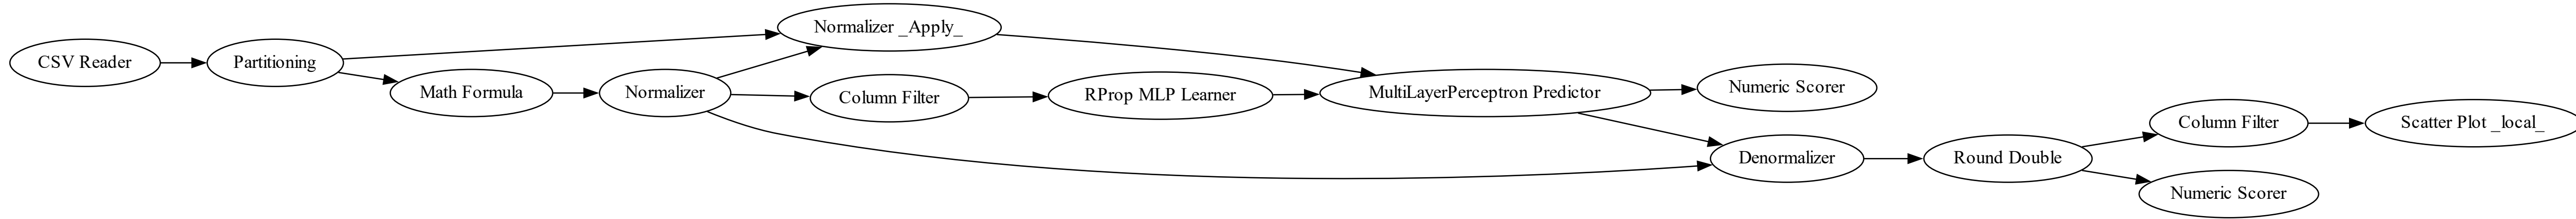 CSV Reader
Partitioning
Normalizer _Apply_
Math Formula
Normalizer
Column Filter
RProp MLP Learner
MultiLayerPerceptron Predictor
Numeric Scorer
Denormalizer
Round Double
Column Filter
Scatter Plot _local_
Numeric Scorer